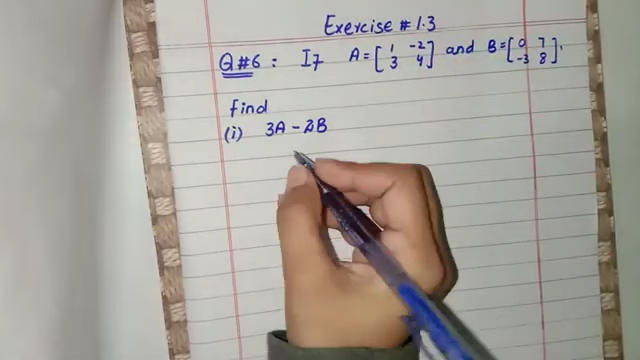 Exercise # 1.3
Q#6 : If A = [1 -2 3 4] and B = [0 7 -3 8],
find
(i) 3A - 2B